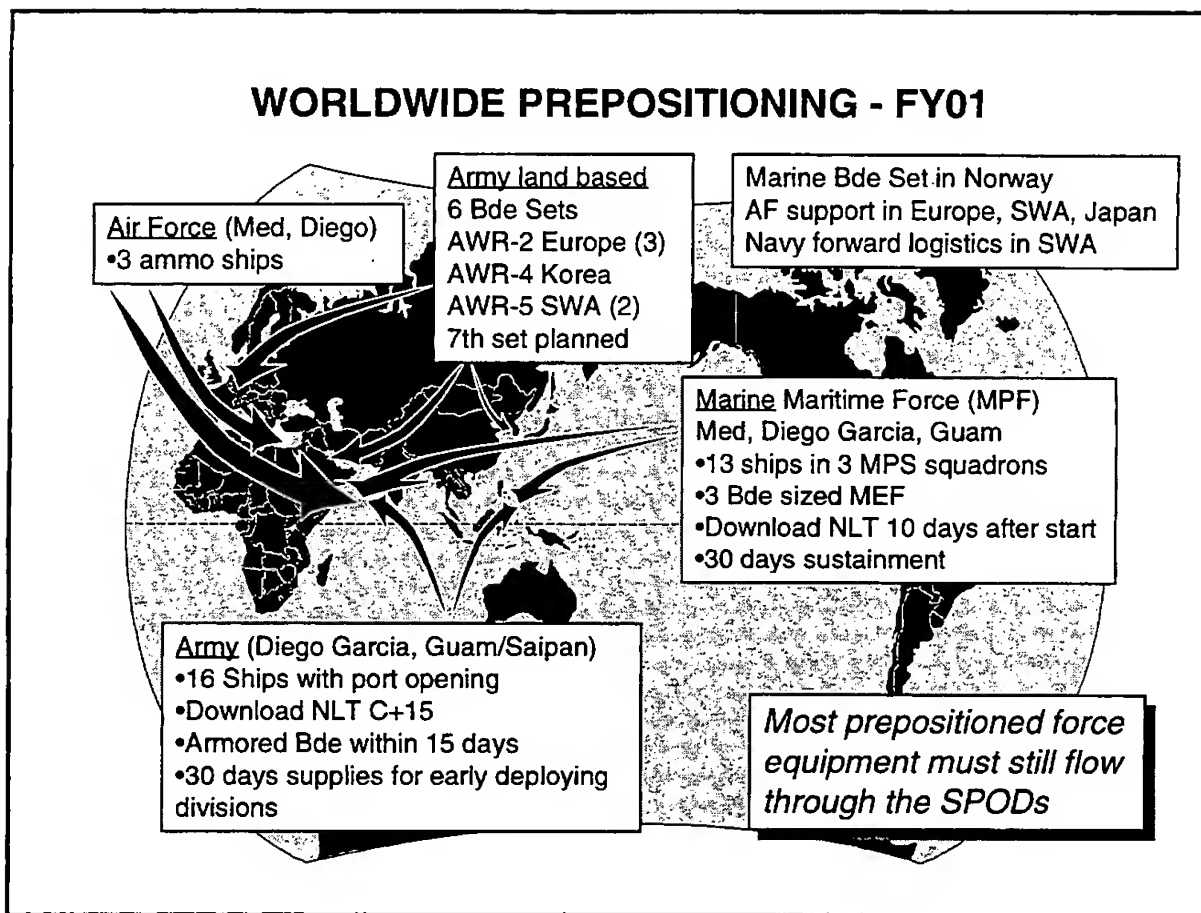 WORLDWIDE PREPOSITIONING - FY01
Air Force (Med, Diego)
•3 ammo ships
Army land based
6 Bde Sets
AWR-2 Europe (3)
AWR-4 Korea
AWR-5 SWA (2)
7th set planned
Marine Bde Set in Norway
AF support in Europe, SWA, Japan
Navy forward logistics in SWA
Marine Maritime Force (MPF)
Med, Diego Garcia, Guam
•13 ships in 3 MPS squadrons
•3 Bde sized MEF
•Download NLT 10 days after start
•30 days sustainment
Army (Diego Garcia, Guam/Saipan)
•16 Ships with port opening
•Download NLT C+15
•Armored Bde within 15 days
•30 days supplies for early deploying
divisions
Most prepositioned force
equipment must still flow
through the SPODs